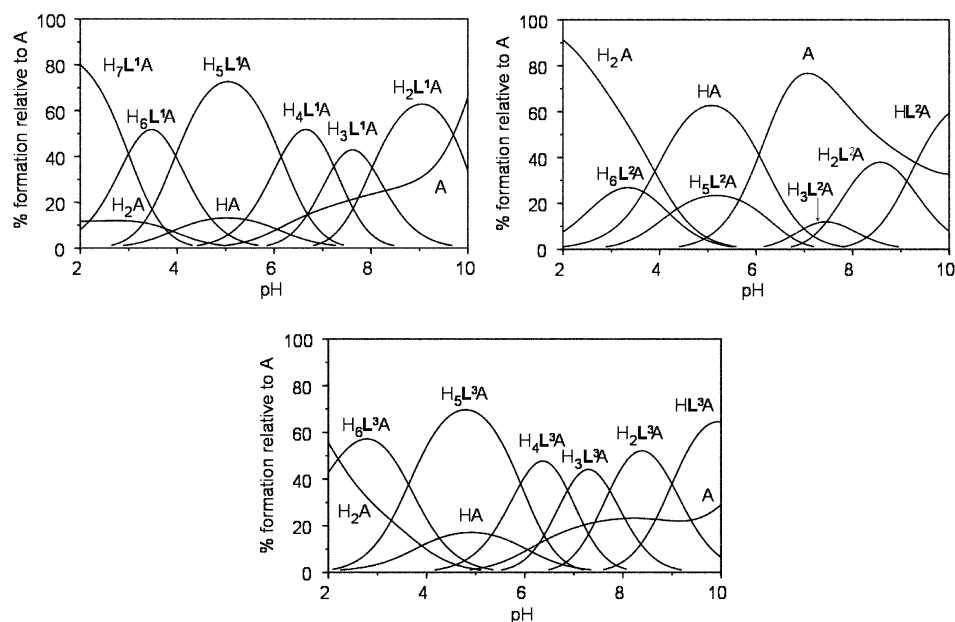 % formation relative to A
100
80
60
40
20
0
H₇L¹A
H₆L¹A
H₅L¹A
H₄L¹A
H₃L¹A
H₂L¹A
H₂A
HA
A
2 4 6 8 10
pH
% formation relative to A
100
80
60
40
20
0
H₂A
HA
A
H₆L²A
H₅L²A
H₃L²A
H₂L²A
HL²A
2 4 6 8 10
pH
% formation relative to A
100
80
60
40
20
0
H₆L³A
H₅L³A
H₄L³A
H₃L³A
H₂L³A
HL³A
H₂A
HA
A
2 4 6 8 10
pH